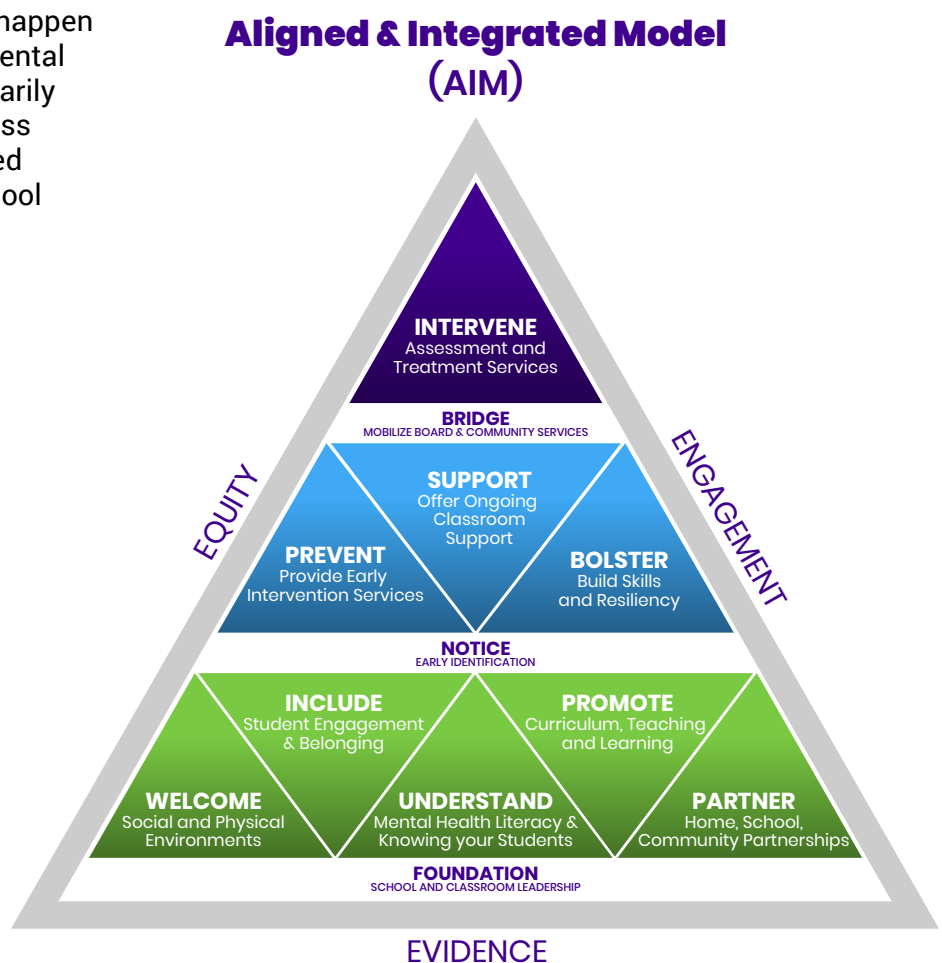 happen
ental
arily
ss
ed
ool
Aligned & Integrated Model
(AIM)
INTERVENE
Assessment and
Treatment Services
BRIDGE
MOBILIZE BOARD & COMMUNITY SERVICES
EQUITY
ENGAGEMENT
SUPPORT
Offer Ongoing
Classroom
Support
PREVENT
Provide Early
Intervention Services
BOLSTER
Build Skills
and Resiliency
NOTICE
EARLY IDENTIFICATION
INCLUDE
Student Engagement
& Belonging
PROMOTE
Curriculum, Teaching
and Learning
WELCOME
Social and Physical
Environments
UNDERSTAND
Mental Health Literacy &
Knowing your Students
PARTNER
Home, School,
Community Partnerships
FOUNDATION
SCHOOL AND CLASSROOM LEADERSHIP
EVIDENCE